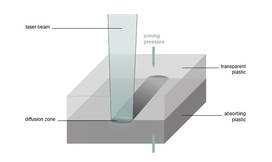 laser beam
joining
pressure
transparent
plastic
diffusion zone
absorbing
plastic